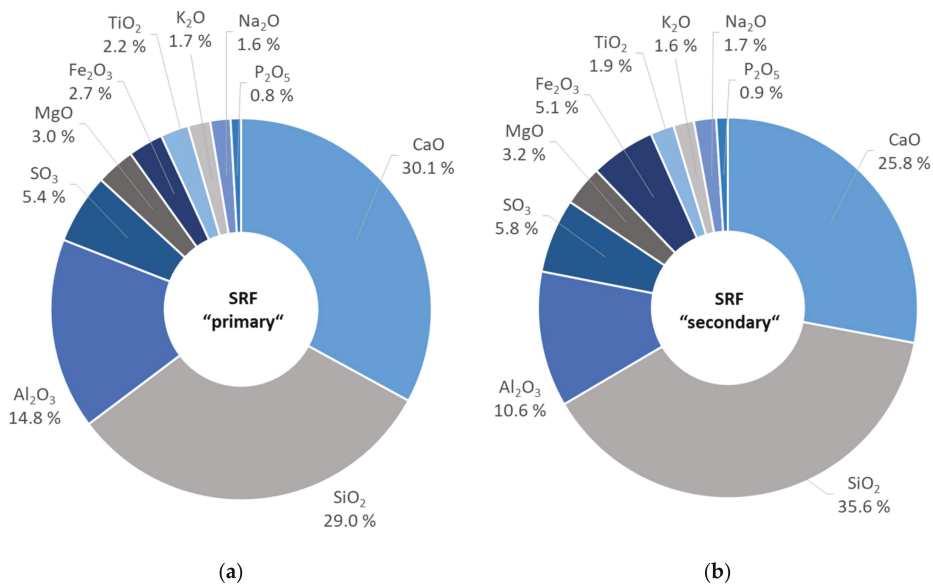 K₂O
1.7 %
Na₂O
1.6 %
TiO₂
2.2 %
P₂O₅
0.8 %
Fe₂O₃
2.7 %
MgO
3.0 %
CaO
30.1 %
SO₃
5.4 %
SRF
“primary“
Al₂O₃
14.8 %
SiO₂
29.0 %
(a)
K₂O
1.6 %
Na₂O
1.7 %
TiO₂
1.9 %
P₂O₅
0.9 %
Fe₂O₃
5.1 %
MgO
3.2 %
CaO
25.8 %
SO₃
5.8 %
SRF
“secondary“
Al₂O₃
10.6 %
SiO₂
35.6 %
(b)